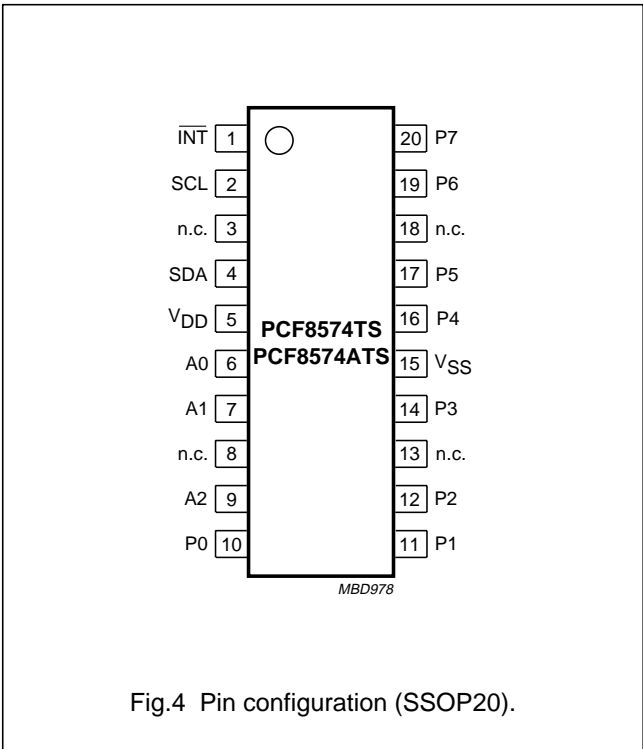 INT 1 20 P7
SCL 2 19 P6
n.c. 3 18 n.c.
SDA 4 17 P5
VDD 5 16 P4
PCF8574TS
A0 6 PCF8574ATS 15 VSS
A1 7 14 P3
n.c. 8 13 n.c.
A2 9 12 P2
P0 10 11 P1
MBD978
Fig.4 Pin configuration (SSOP20).